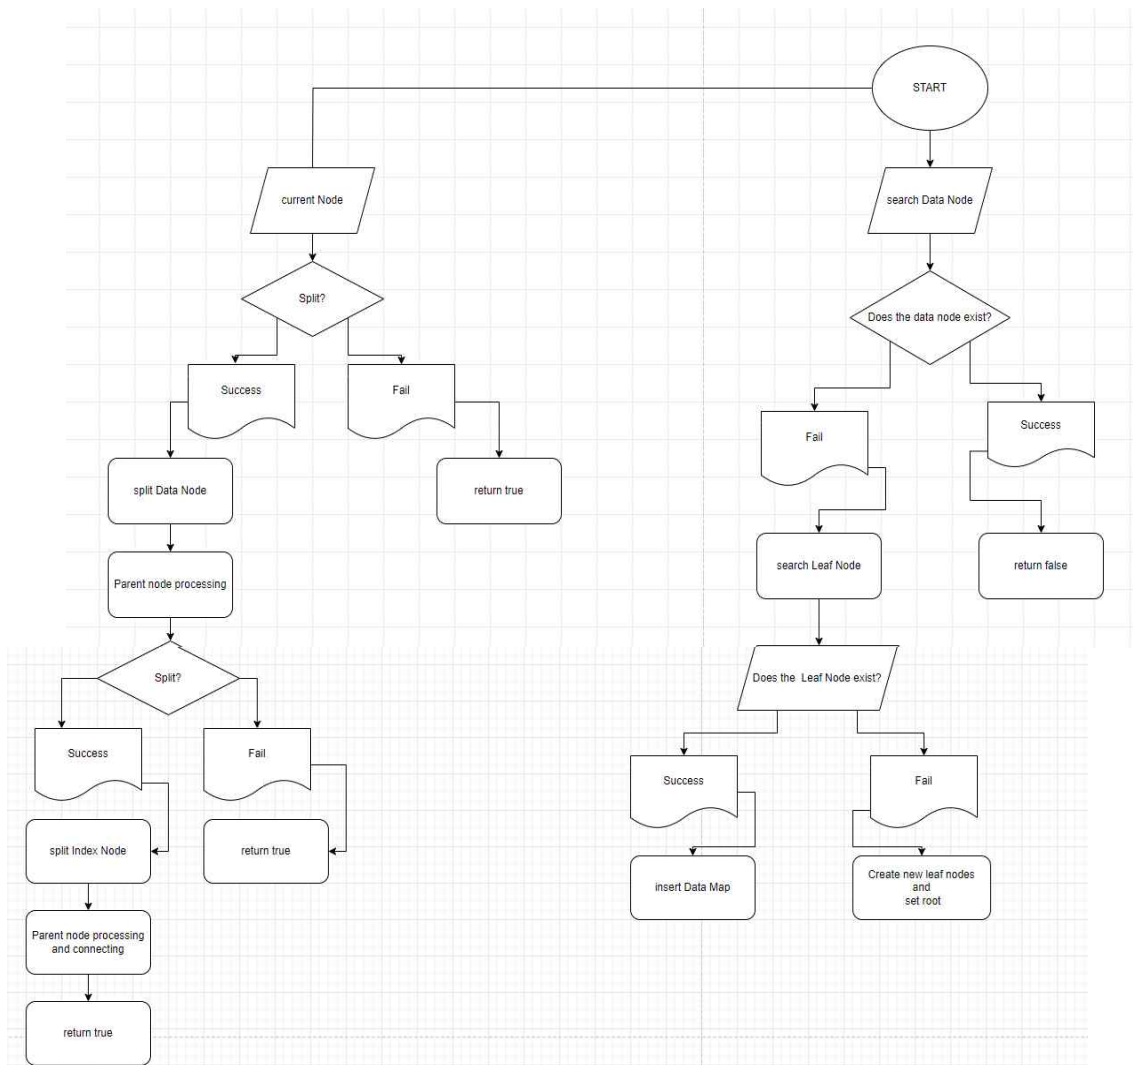 START
current Node
search Data Node
Split?
Does the data node exist?
Success
Fail
Fail
Success
split Data Node
return true
search Leaf Node
return false
Parent node processing
Split?
Does the Leaf Node exist?
Success
Fail
Success
Fail
split Index Node
return true
insert Data Map
Create new leaf nodes
and
set root
Parent node processing
and connecting
return true